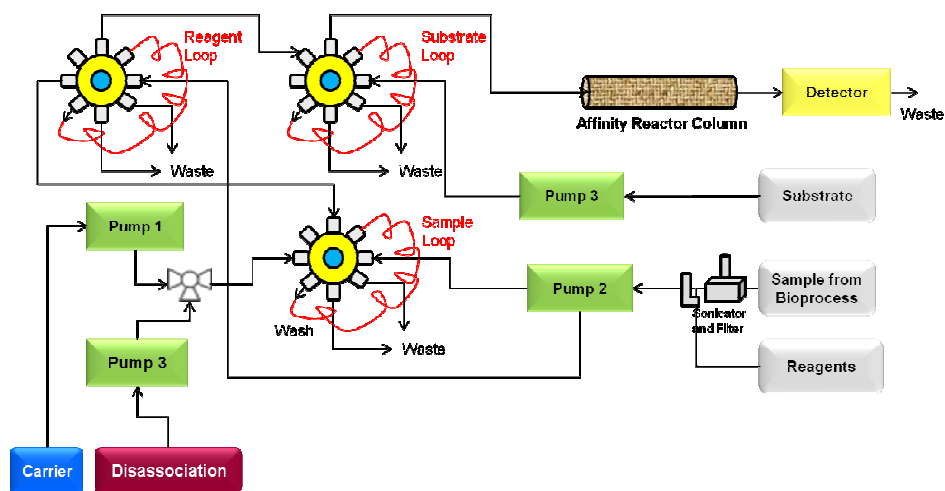 Reagent
Loop
Substrate
Loop
Detector
Waste
Affinity Reactor Column
Waste
Waste
Pump 3
Substrate
Sample
Loop
Pump 1
Pump 2
Sample from
Bioprocess
Sonicator
and Filter
Wash
Waste
Pump 3
Reagents
Carrier
Disassociation